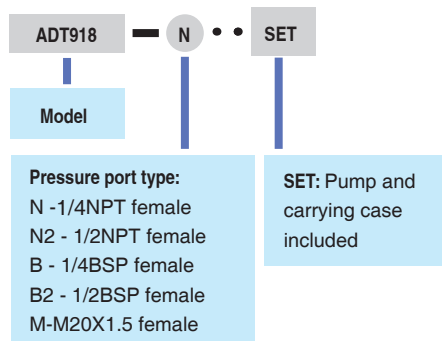 ADT918 — N • • SET
Model
Pressure port type:
N -1/4NPT female
N2 - 1/2NPT female
B - 1/4BSP female
B2 - 1/2BSP female
M-M20X1.5 female
SET: Pump and
carrying case
included